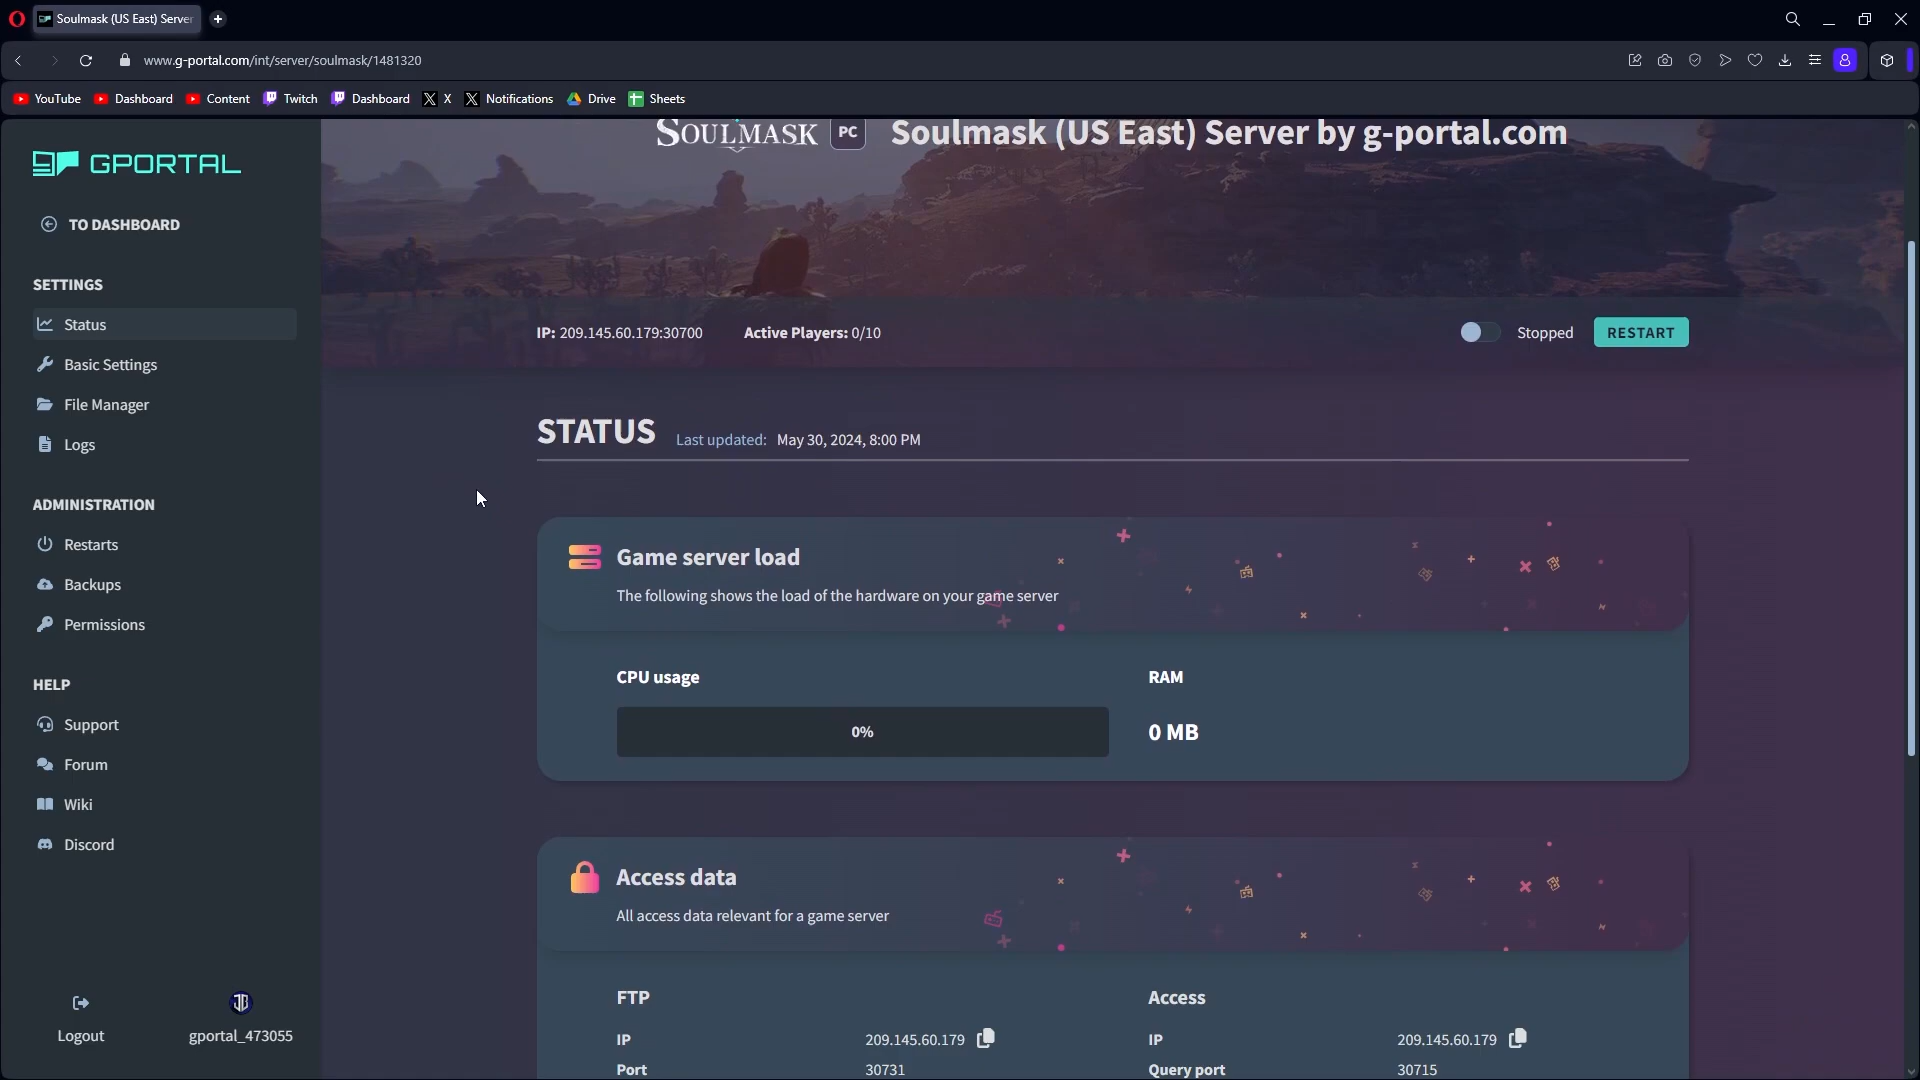 Soulmask (US East) Server
www.g-portal.com/int/server/soulmask/1481320
YouTube
Dashboard
Content
Twitch
Dashboard
X
Notifications
Drive
Sheets
GPORTAL
TO DASHBOARD
SETTINGS
Status
Basic Settings
File Manager
Logs
ADMINISTRATION
Restarts
Backups
Permissions
HELP
Support
Forum
Wiki
Discord
Logout
gportal_473055
SOULMASK PC Soulmask (US East) Server by g-portal.com
IP: 209.145.60.179:30700 Active Players: 0/10 Stopped RESTART
STATUS Last updated: May 30, 2024, 8:00 PM
Game server load
The following shows the load of the hardware on your game server
CPU usage RAM
0% 0 MB
Access data
All access data relevant for a game server
FTP Access
IP 209.145.60.179 IP 209.145.60.179
Port 30731 Query port 30715